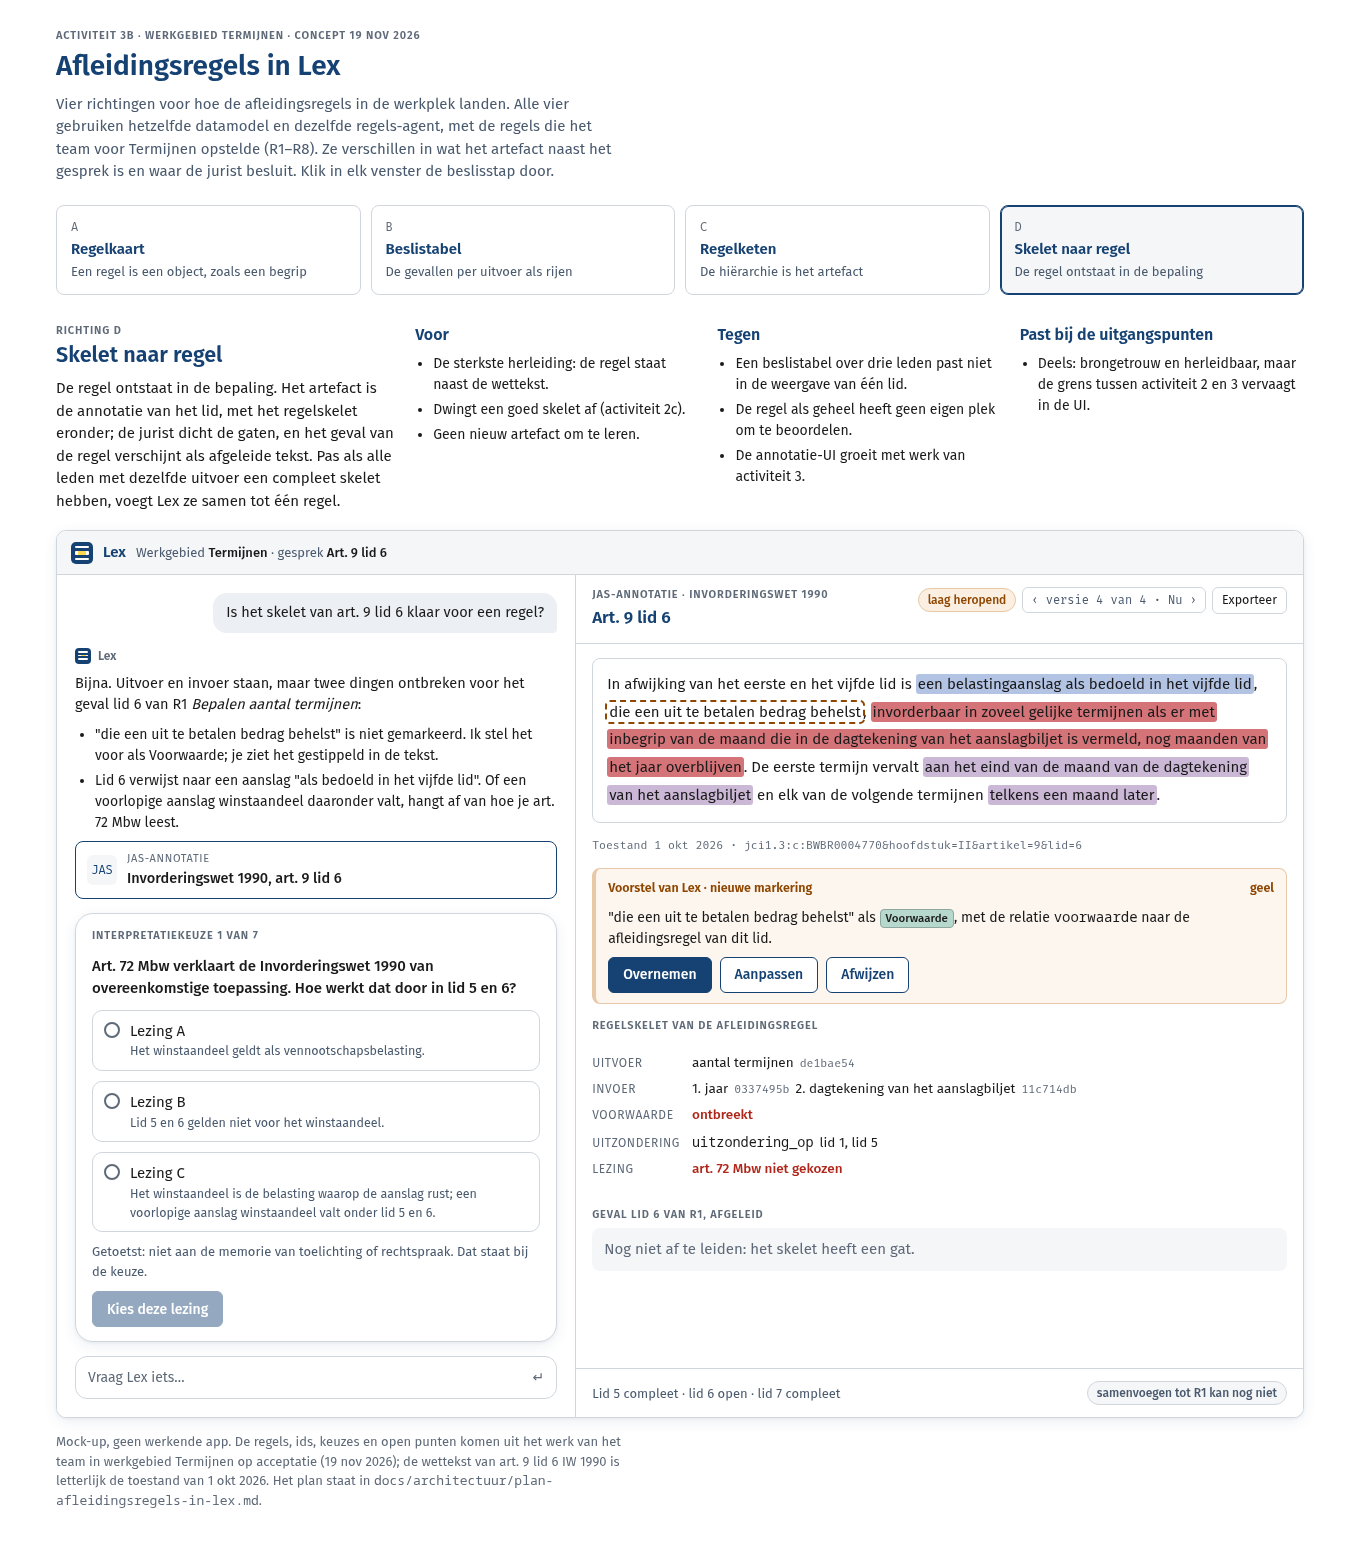 ACTIVITEIT 3B · WERKGEBIED TERMIJNEN · CONCEPT 19 NOV 2026
Afleidingsregels in Lex
Vier richtingen voor hoe de afleidingsregels in de werkplek landen. Alle vier
gebruiken hetzelfde datamodel en dezelfde regels-agent, met de regels die het
team voor Termijnen opstelde (R1–R8). Ze verschillen in wat het artefact naast het
gesprek is en waar de jurist besluit. Klik in elk venster de beslisstap door.
A
Regelkaart
Een regel is een object, zoals een begrip
B
Beslistabel
De gevallen per uitvoer als rijen
C
Regelketen
De hiërarchie is het artefact
D
Skelet naar regel
De regel ontstaat in de bepaling
RICHTING D
Skelet naar regel
De regel ontstaat in de bepaling. Het artefact is
de annotatie van het lid, met het regelskelet
eronder; de jurist dicht de gaten, en het geval van
de regel verschijnt als afgeleide tekst. Pas als alle
leden met dezelfde uitvoer een compleet skelet
hebben, voegt Lex ze samen tot één regel.
Voor
• De sterkste herleiding: de regel staat
naast de wettekst.
• Dwingt een goed skelet af (activiteit 2c).
• Geen nieuw artefact om te leren.
Tegen
• Een beslistabel over drie leden past niet
in de weergave van één lid.
• De regel als geheel heeft geen eigen plek
om te beoordelen.
• De annotatie-UI groeit met werk van
activiteit 3.
Past bij de uitgangspunten
• Deels: brongetrouw en herleidbaar, maar
de grens tussen activiteit 2 en 3 vervaagt
in de UI.
Lex Werkgebied Termijnen · gesprek Art. 9 lid 6
Is het skelet van art. 9 lid 6 klaar voor een regel?
Lex
Bijna. Uitvoer en invoer staan, maar twee dingen ontbreken voor het
geval lid 6 van R1 Bepalen aantal termijnen:
• "die een uit te betalen bedrag behelst" is niet gemarkeerd. Ik stel het
voor als Voorwaarde; je ziet het gestippeld in de tekst.
• Lid 6 verwijst naar een aanslag "als bedoeld in het vijfde lid". Of een
voorlopige aanslag winstaandeel daaronder valt, hangt af van hoe je art.
72 Mbw leest.
JAS
JAS-ANNOTATIE
Invorderingswet 1990, art. 9 lid 6
INTERPRETATIEKEUZE 1 VAN 7
Art. 72 Mbw verklaart de Invorderingswet 1990 van
overeenkomstige toepassing. Hoe werkt dat door in lid 5 en 6?
Lezing A
Het winstaandeel geldt als vennootschapsbelasting.
Lezing B
Lid 5 en 6 gelden niet voor het winstaandeel.
Lezing C
Het winstaandeel is de belasting waarop de aanslag rust; een
voorlopige aanslag winstaandeel valt onder lid 5 en 6.
Getoetst: niet aan de memorie van toelichting of rechtspraak. Dat staat bij
de keuze.
Kies deze lezing
Vraag Lex iets... ↵
JAS-ANNOTATIE · INVORDERINGSWET 1990
Art. 9 lid 6
laag heropend
‹ versie 4 van 4 · Nu ›
Exporteer
In afwijking van het eerste en het vijfde lid is een belastingaanslag als bedoeld in het vijfde lid,
die een uit te betalen bedrag behelst, invorderbaar in zoveel gelijke termijnen als er met
inbegrip van de maand die in de dagtekening van het aanslagbiljet is vermeld, nog maanden van
het jaar overblijven. De eerste termijn vervalt aan het eind van de maand van de dagtekening
van het aanslagbiljet en elk van de volgende termijnen telkens een maand later.
Toestand 1 okt 2026 · jci1.3:c:BWBR0004770&hoofdstuk=II&artikel=9&lid=6
Voorstel van Lex · nieuwe markering geel
"die een uit te betalen bedrag behelst" als Voorwaarde, met de relatie voorwaarde naar de
afleidingsregel van dit lid.
Overnemen
Aanpassen
Afwijzen
REGELSKELET VAN DE AFLEIDINGSREGEL
UITVOER aantal termijnen de1bae54
INVOER 1. jaar 0337495b 2. dagtekening van het aanslagbiljet 11c714db
VOORWAARDE ontbreekt
UITZONDERING uitzondering_op lid 1, lid 5
LEZING art. 72 Mbw niet gekozen
GEVAL LID 6 VAN R1, AFGELEID
Nog niet af te leiden: het skelet heeft een gat.
Lid 5 compleet · lid 6 open · lid 7 compleet
samenvoegen tot R1 kan nog niet
Mock-up, geen werkende app. De regels, ids, keuzes en open punten komen uit het werk van het
team in werkgebied Termijnen op acceptatie (19 nov 2026); de wettekst van art. 9 lid 6 IW 1990 is
letterlijk de toestand van 1 okt 2026. Het plan staat in docs/architectuur/plan-
afleidingsregels-in-lex.md.